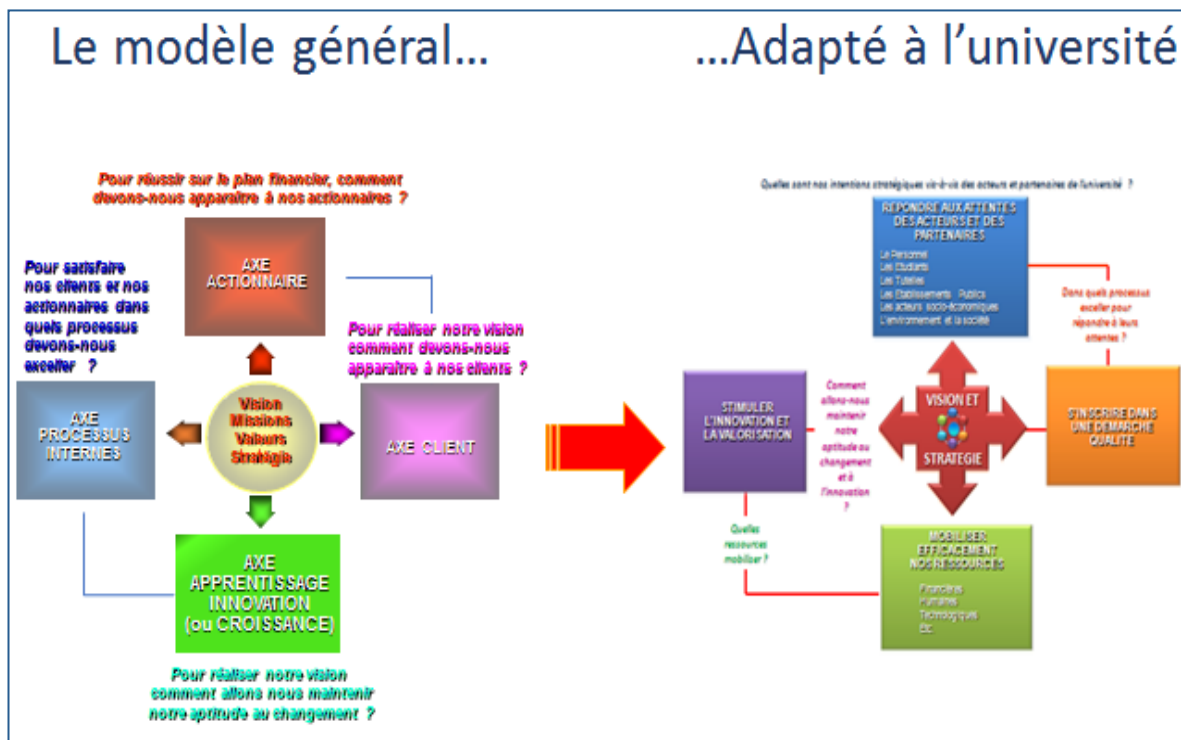 Le modèle général...
...Adapté à l'université
Pour réussir sur le plan financier, comment
devons-nous apparaître à nos actionnaires ?
AXE
ACTIONNAIRE
Pour satisfaire
nos clients et nos
actionnaires dans
quels processus
devons-nous
exceller ?
Pour réaliser notre vision
comment devons-nous
apparaître à nos clients ?
AXE
PROCESSUS
INTERNES
Vision
Missions
Valeurs
Stratégie
AXE CLIENT
AXE
APPRENTISSAGE
INNOVATION
(ou CROISSANCE)
Pour réaliser notre vision
comment allons nous maintenir
notre aptitude au changement ?
Quelles sont nos intentions stratégiques vis-à-vis des acteurs et partenaires de l'université ?
RÉPONDRE AUX ATTENTES
DES ACTEURS ET DES
PARTENAIRES
Le Personnel
Les Etudiants
Les Tutelles
Les Etablissements Publics
Les acteurs socio-économiques
L'environnement et la société
Dans quels processus
exceller pour
répondre à leurs
attentes ?
STIMULER
L'INNOVATION ET
LA VALORISATION
Comment
allons-nous
maintenir
notre
aptitude au
changement
et à
l'innovation
?
VISION ET
STRATEGIE
S'INSCRIRE DANS
UNE DÉMARCHE
QUALITÉ
Quelles
ressources
mobiliser ?
MOBILISER
EFFICACEMENT
NOS RESSOURCES
Financières
Humaines
Technologiques
Etc